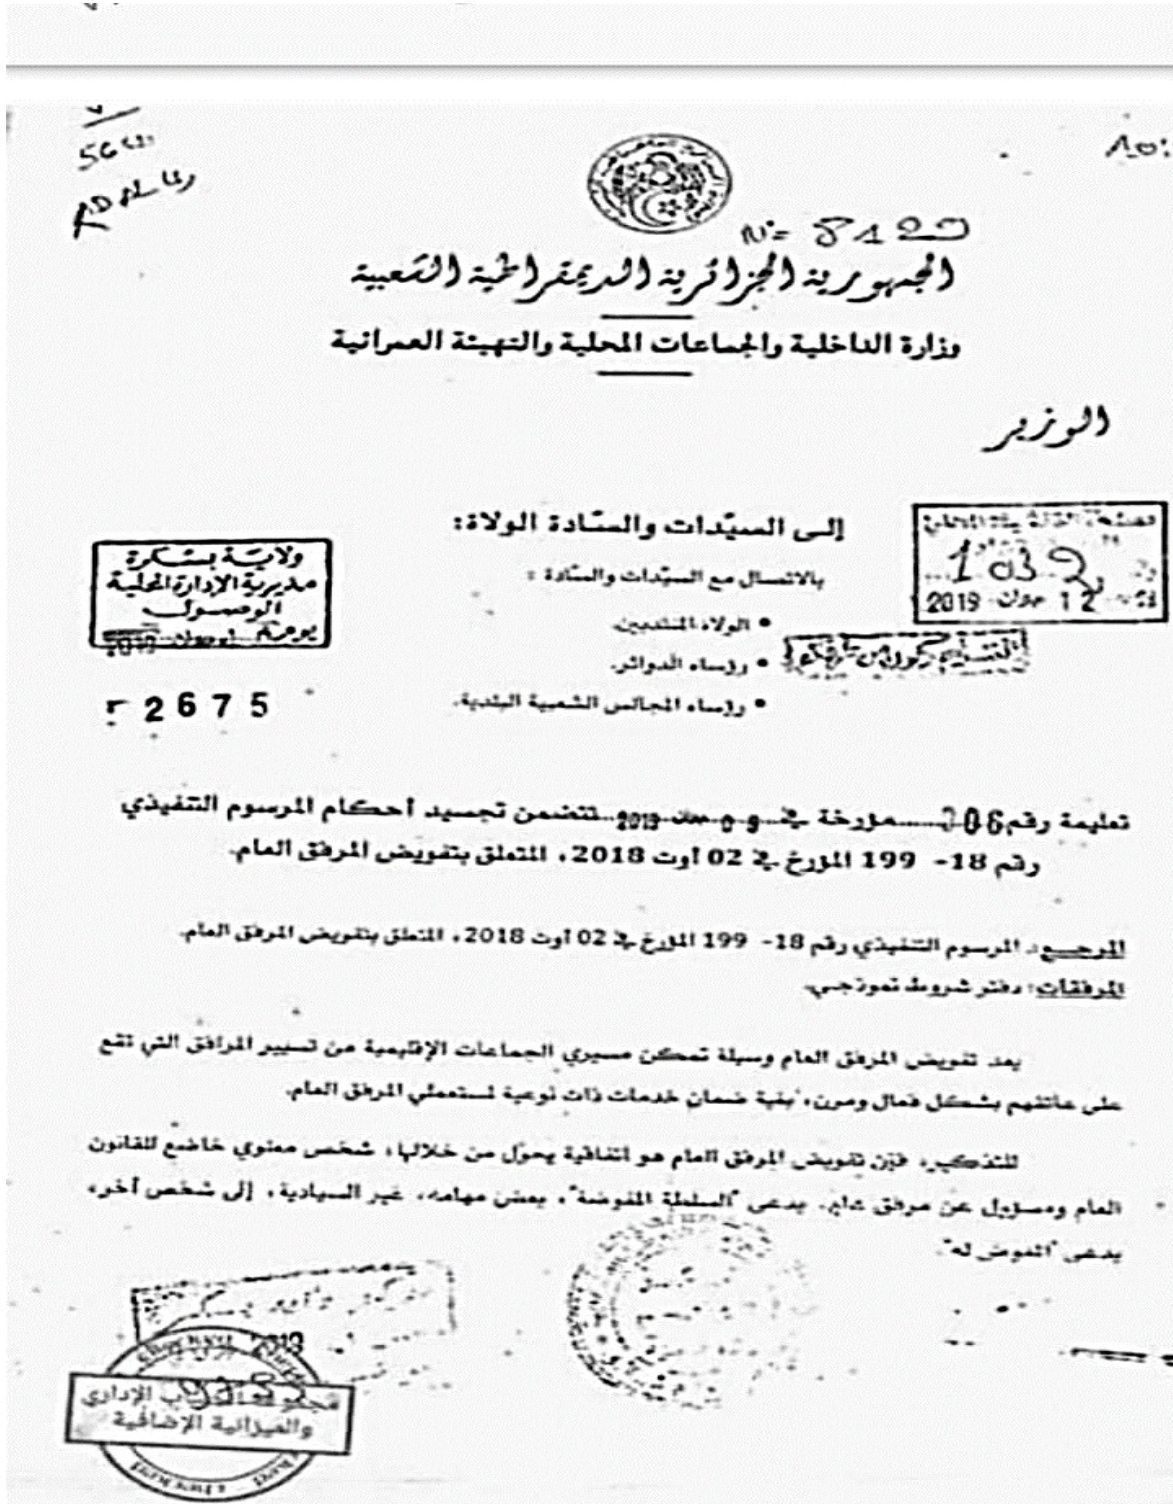 N= 8129
الجمهورية الجزائرية الديمقراطية الشعبية
وزارة الداخلية والجماعات المحلية والتهيئة العمرانية
الوزير
إلى السيّدات والسّادة الولاة:
بالاتصال مع السيّدات والسّادة :
• الولاة المنتدبين.
• رؤساء الدوائر.
• رؤساء المجالس الشعبية البلدية.
1032
12 جوان 2019
ولاية بسكرة
مديرية الإدارة المحلية
الوصول
2675
تعليمة رقم 006 مؤرخة في 09 جوان 2019 تتضمن تجسيد أحكام المرسوم التنفيذي
رقم 18- 199 المؤرخ في 02 أوت 2018، المتعلق بتفويض المرفق العام.
المرجع: المرسوم التنفيذي رقم 18- 199 المؤرخ في 02 أوت 2018، المتعلق بتفويض المرفق العام.
المرفقات: دفتر شروط نموذجي.
يعد تفويض المرفق العام وسيلة تمكن مسيري الجماعات الإقليمية من تسيير المرافق التي تقع
على عاتقهم بشكل فعال ومرن، بغية ضمان خدمات ذات نوعية لمستعملي المرفق العام.
للتذكير، فإن تفويض المرفق العام هو اتفاقية يحوّل من خلالها، شخص معنوي خاضع للقانون
العام ومسؤول عن مرفق عام، يدعى "السلطة المفوضة"، بعض مهامه، غير السيادية، إلى شخص آخر،
يدعى "المفوض له".
الإداري
والميزانية الإضافية